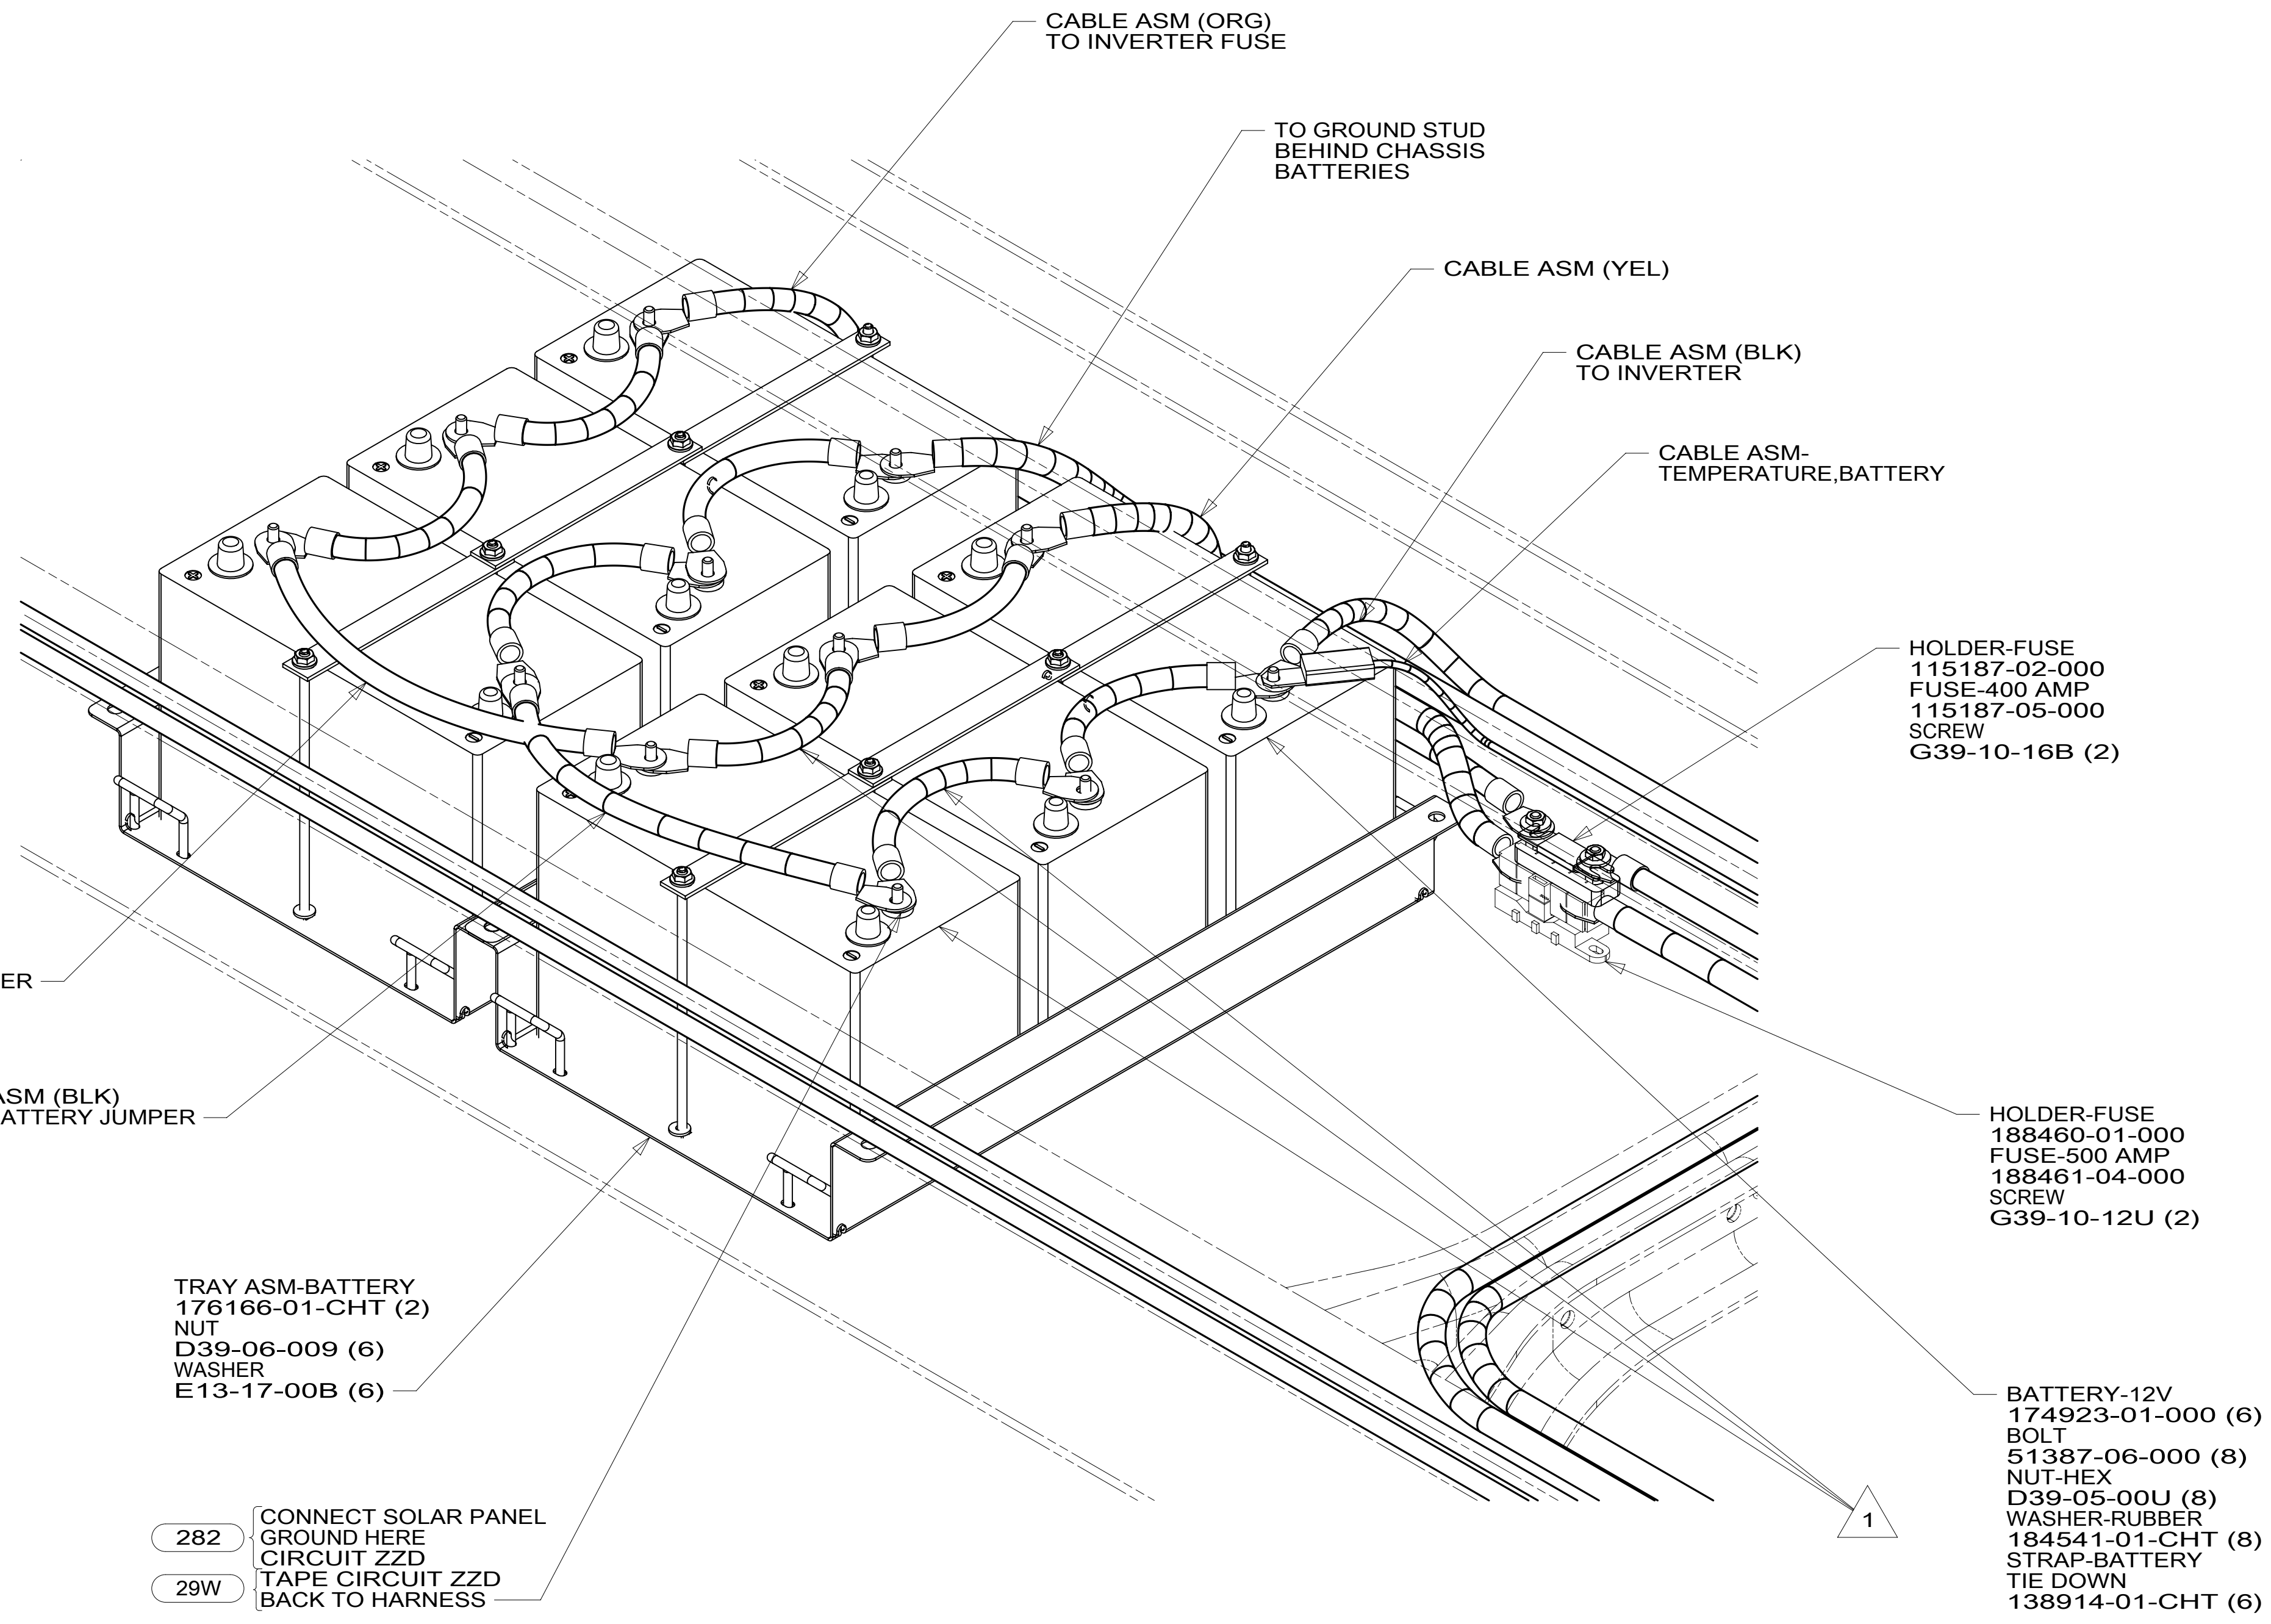 CABLE ASM (ORG)
TO INVERTER FUSE
TO GROUND STUD
BEHIND CHASSIS
BATTERIES
CABLE ASM (YEL)
CABLE ASM (BLK)
TO INVERTER
CABLE ASM-
TEMPERATURE,BATTERY
HOLDER-FUSE
115187-02-000
FUSE-400 AMP
115187-05-000
SCREW
G39-10-16B (2)
ER
ASM (BLK)
ATTERY JUMPER
HOLDER-FUSE
188460-01-000
FUSE-500 AMP
188461-04-000
SCREW
G39-10-12U (2)
TRAY ASM-BATTERY
176166-01-CHT (2)
NUT
D39-06-009 (6)
WASHER
E13-17-00B (6)
BATTERY-12V
174923-01-000 (6)
BOLT
51387-06-000 (8)
NUT-HEX
D39-05-00U (8)
WASHER-RUBBER
184541-01-CHT (8)
STRAP-BATTERY
TIE DOWN
138914-01-CHT (6)
1
282
CONNECT SOLAR PANEL
GROUND HERE
CIRCUIT ZZD
29W
TAPE CIRCUIT ZZD
BACK TO HARNESS